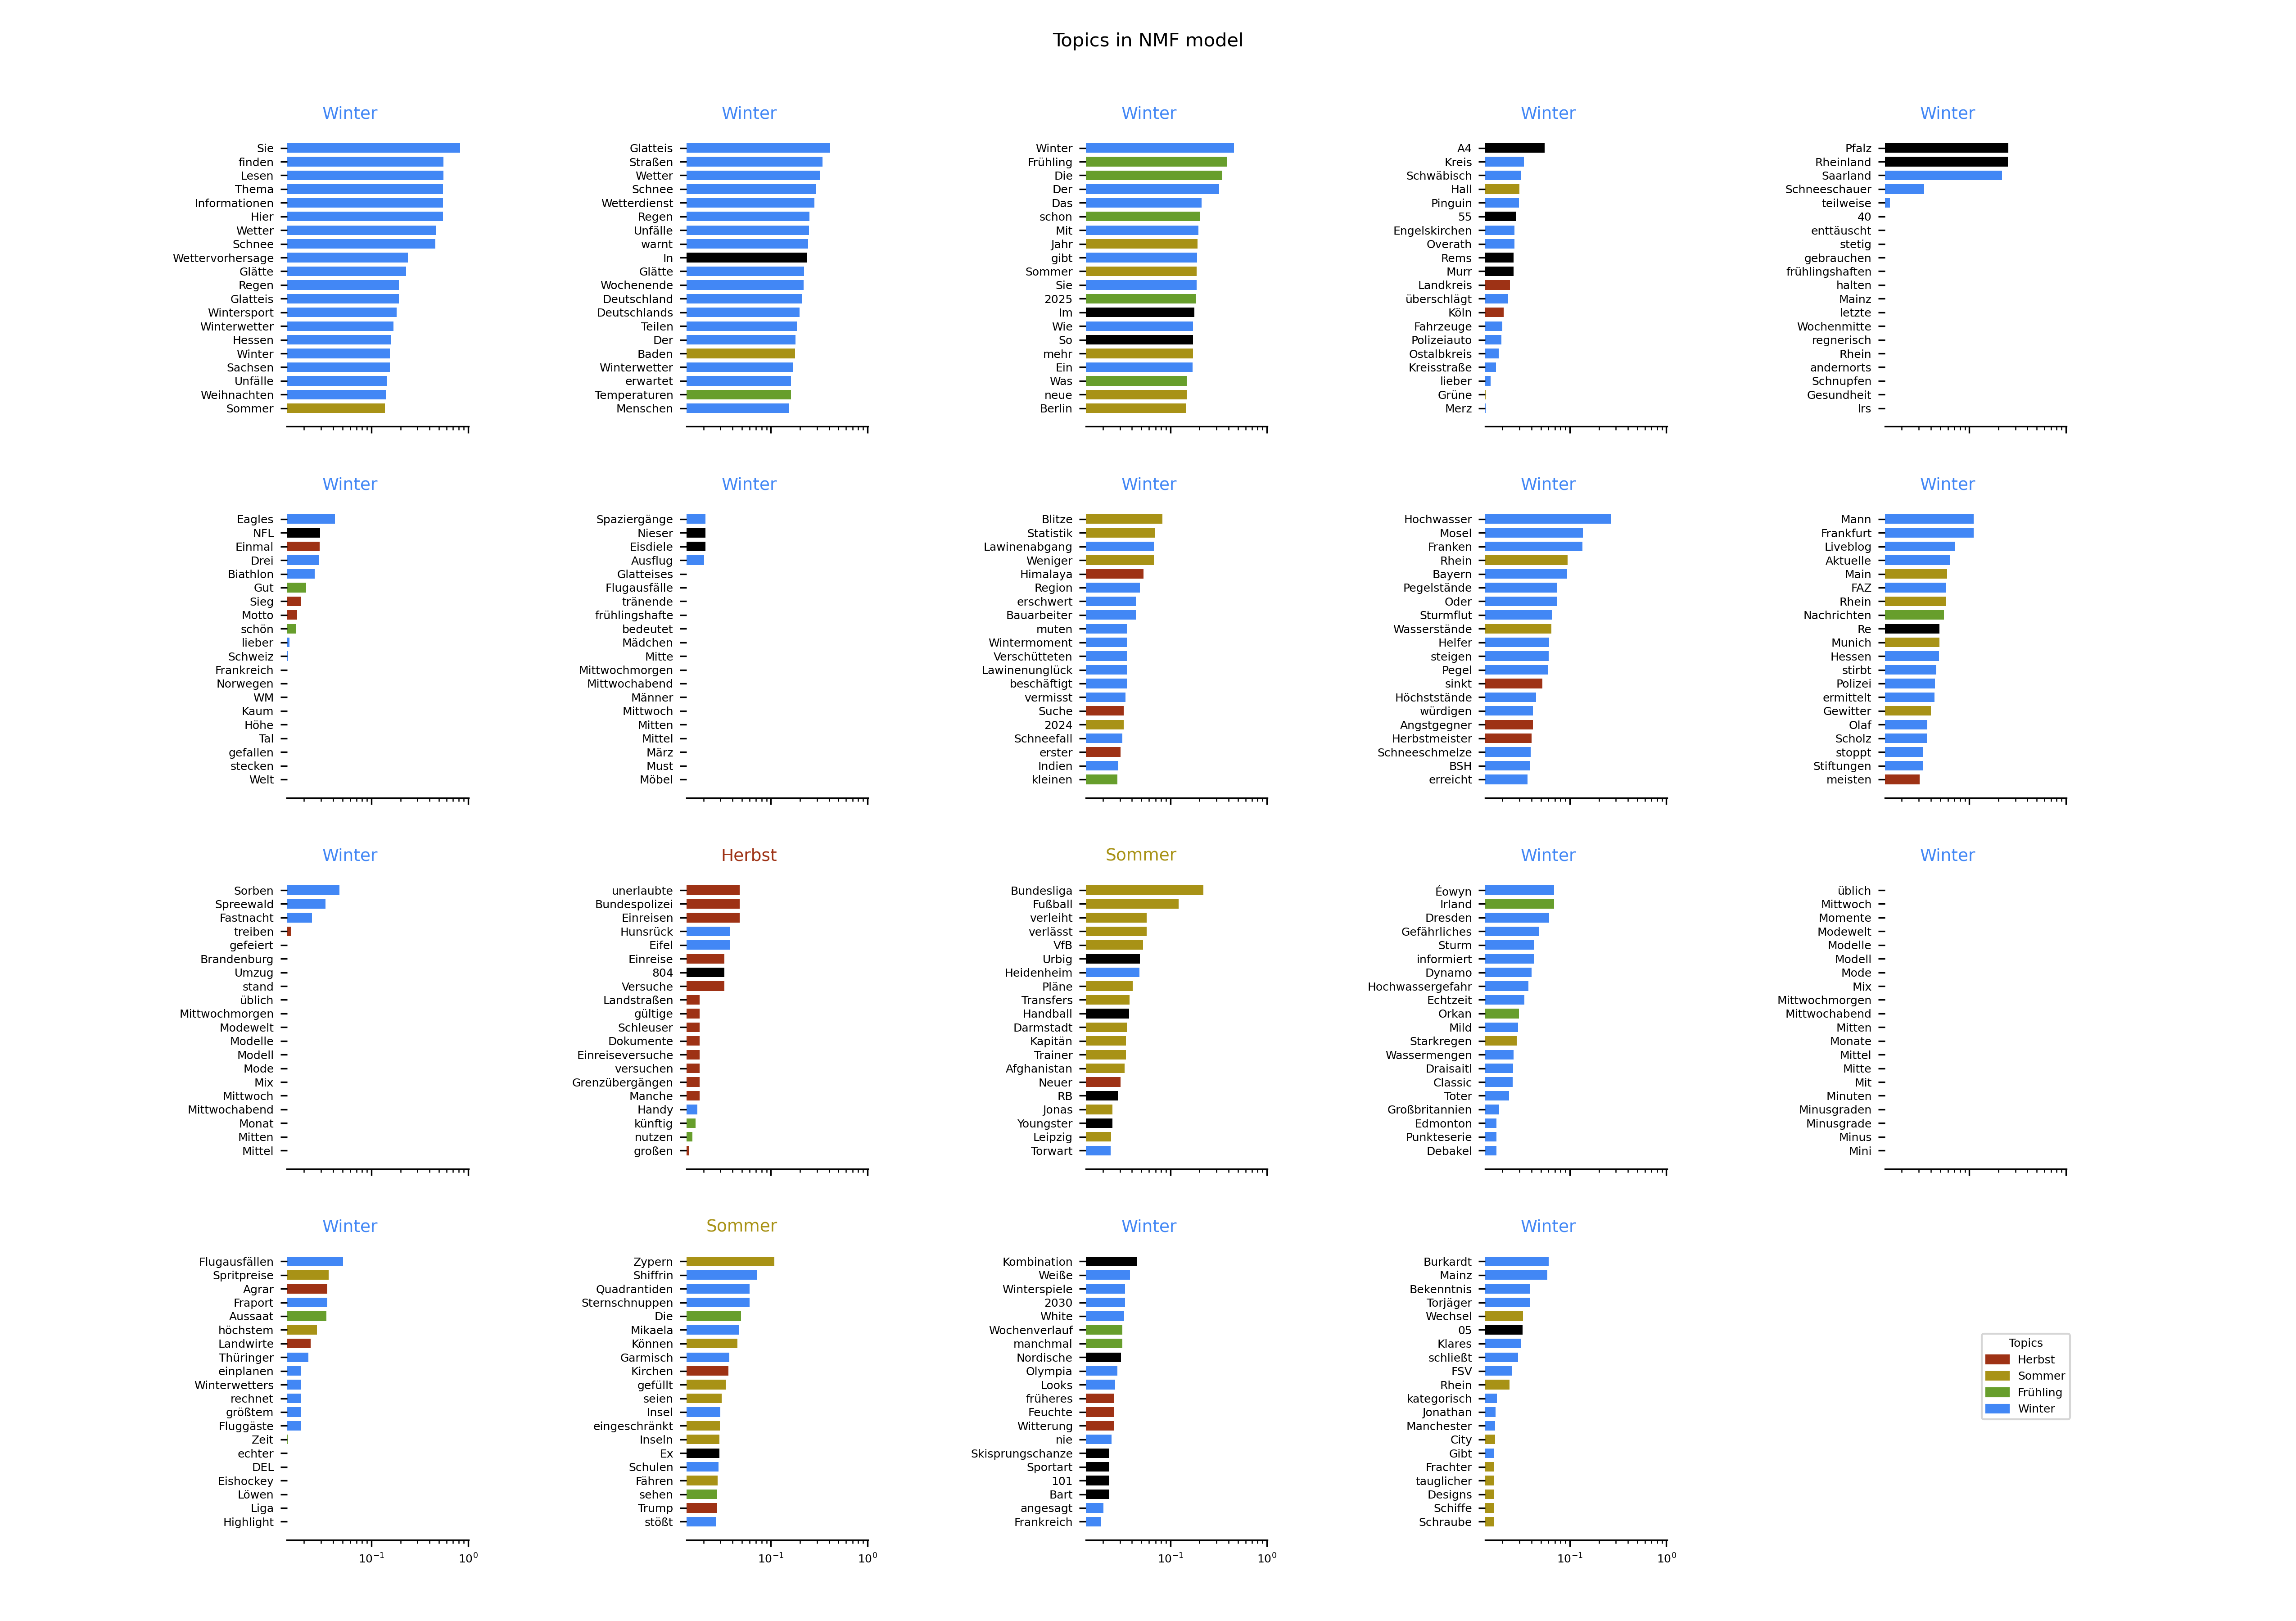 Topics in NMF model
Winter
Sie
finden
Lesen
Thema
Informationen
Hier
Wetter
Schnee
Wettervorhersage
Glätte
Regen
Glatteis
Wintersport
Winterwetter
Hessen
Winter
Sachsen
Unfälle
Weihnachten
Sommer
Winter
Glatteis
Straßen
Wetter
Schnee
Wetterdienst
Regen
Unfälle
warnt
In
Glätte
Wochenende
Deutschland
Deutschlands
Teilen
Der
Baden
Winterwetter
erwartet
Temperaturen
Menschen
Winter
Winter
Frühling
Die
Der
Das
schon
Mit
Jahr
gibt
Sommer
Sie
2025
Im
Wie
So
mehr
Ein
Was
neue
Berlin
Winter
A4
Kreis
Schwäbisch
Hall
Pinguin
55
Engelskirchen
Overath
Rems
Murr
Landkreis
überschlägt
Köln
Fahrzeuge
Polizeiauto
Ostalbkreis
Kreisstraße
lieber
Grüne
Merz
Winter
Pfalz
Rheinland
Saarland
Schneeschauer
teilweise
40
enttäuscht
stetig
gebrauchen
frühlingshaften
halten
Mainz
letzte
Wochenmitte
regnerisch
Rhein
andernorts
Schnupfen
Gesundheit
Irs
Winter
Eagles
NFL
Einmal
Drei
Biathlon
Gut
Sieg
Motto
schön
lieber
Schweiz
Frankreich
Norwegen
WM
Kaum
Höhe
Tal
gefallen
stecken
Welt
Winter
Spaziergänge
Nieser
Eisdiele
Ausflug
Glatteises
Flugausfälle
tränende
frühlingshafte
bedeutet
Mädchen
Mitte
Mittwochmorgen
Mittwochabend
Männer
Mittwoch
Mitten
Mittel
März
Must
Möbel
Winter
Blitze
Statistik
Lawinenabgang
Weniger
Himalaya
Region
erschwert
Bauarbeiter
muten
Wintermoment
Verschütteten
Lawinenunglück
beschäftigt
vermisst
Suche
2024
Schneefall
erster
Indien
kleinen
Winter
Hochwasser
Mosel
Franken
Rhein
Bayern
Pegelstände
Oder
Sturmflut
Wasserstände
Helfer
steigen
Pegel
sinkt
Höchststände
würdigen
Angstgegner
Herbstmeister
Schneeschmelze
BSH
erreicht
Winter
Mann
Frankfurt
Liveblog
Aktuelle
Main
FAZ
Rhein
Nachrichten
Re
Munich
Hessen
stirbt
Polizei
ermittelt
Gewitter
Olaf
Scholz
stoppt
Stiftungen
meisten
Winter
Sorben
Spreewald
Fastnacht
treiben
gefeiert
Brandenburg
Umzug
stand
üblich
Mittwochmorgen
Modewelt
Modelle
Modell
Mode
Mix
Mittwoch
Mittwochabend
Monat
Mitten
Mittel
Herbst
unerlaubte
Bundespolizei
Einreisen
Hunsrück
Eifel
Einreise
804
Versuche
Landstraßen
gültige
Schleuser
Dokumente
Einreiseversuche
versuchen
Grenzübergängen
Manche
Handy
künftig
nutzen
großen
Sommer
Bundesliga
Fußball
verleiht
verlässt
VfB
Urbig
Heidenheim
Pläne
Transfers
Handball
Darmstadt
Kapitän
Trainer
Afghanistan
Neuer
RB
Jonas
Youngster
Leipzig
Torwart
Winter
Éowyn
Irland
Dresden
Gefährliches
Sturm
informiert
Dynamo
Hochwassergefahr
Echtzeit
Orkan
Mild
Starkregen
Wassermengen
Draisaitl
Classic
Toter
Großbritannien
Edmonton
Punkteserie
Debakel
Winter
üblich
Mittwoch
Momente
Modewelt
Modelle
Modell
Mode
Mix
Mittwochmorgen
Mittwochabend
Mitten
Monate
Mittel
Mitte
Mit
Minuten
Minusgraden
Minusgrade
Minus
Mini
Winter
Flugausfällen
Spritpreise
Agrar
Fraport
Aussaat
höchstem
Landwirte
Thüringer
einplanen
Winterwetters
rechnet
größtem
Fluggäste
Zeit
echter
DEL
Eishockey
Löwen
Liga
Highlight
10⁻¹ 10⁰
Sommer
Zypern
Shiffrin
Quadrantiden
Sternschnuppen
Die
Mikaela
Können
Garmisch
Kirchen
gefüllt
seien
Insel
eingeschränkt
Inseln
Ex
Schulen
Fähren
sehen
Trump
stößt
10⁻¹ 10⁰
Winter
Kombination
Weiße
Winterspiele
2030
White
Wochenverlauf
manchmal
Nordische
Olympia
Looks
früheres
Feuchte
Witterung
nie
Skisprungschanze
Sportart
101
Bart
angesagt
Frankreich
10⁻¹ 10⁰
Winter
Burkardt
Mainz
Bekenntnis
Torjäger
Wechsel
05
Klares
schließt
FSV
Rhein
kategorisch
Jonathan
Manchester
City
Gibt
Frachter
tauglicher
Designs
Schiffe
Schraube
10⁻¹ 10⁰
Topics
Herbst
Sommer
Frühling
Winter